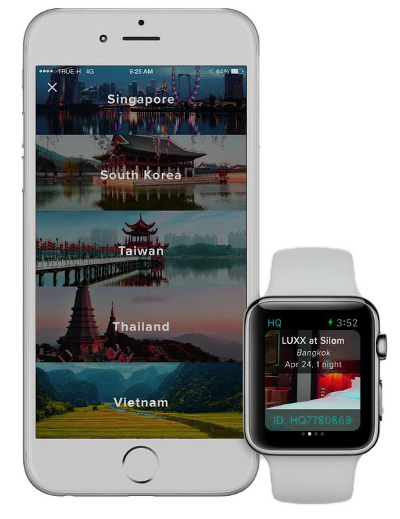 TRUE-H 4G 9:25 AM 64%
Singapore
South Korea
Taiwan
Thailand
Vietnam
HQ 3:52
LUXX at Silom
Bangkok
Apr 24, 1 night
ID: HQ7780869